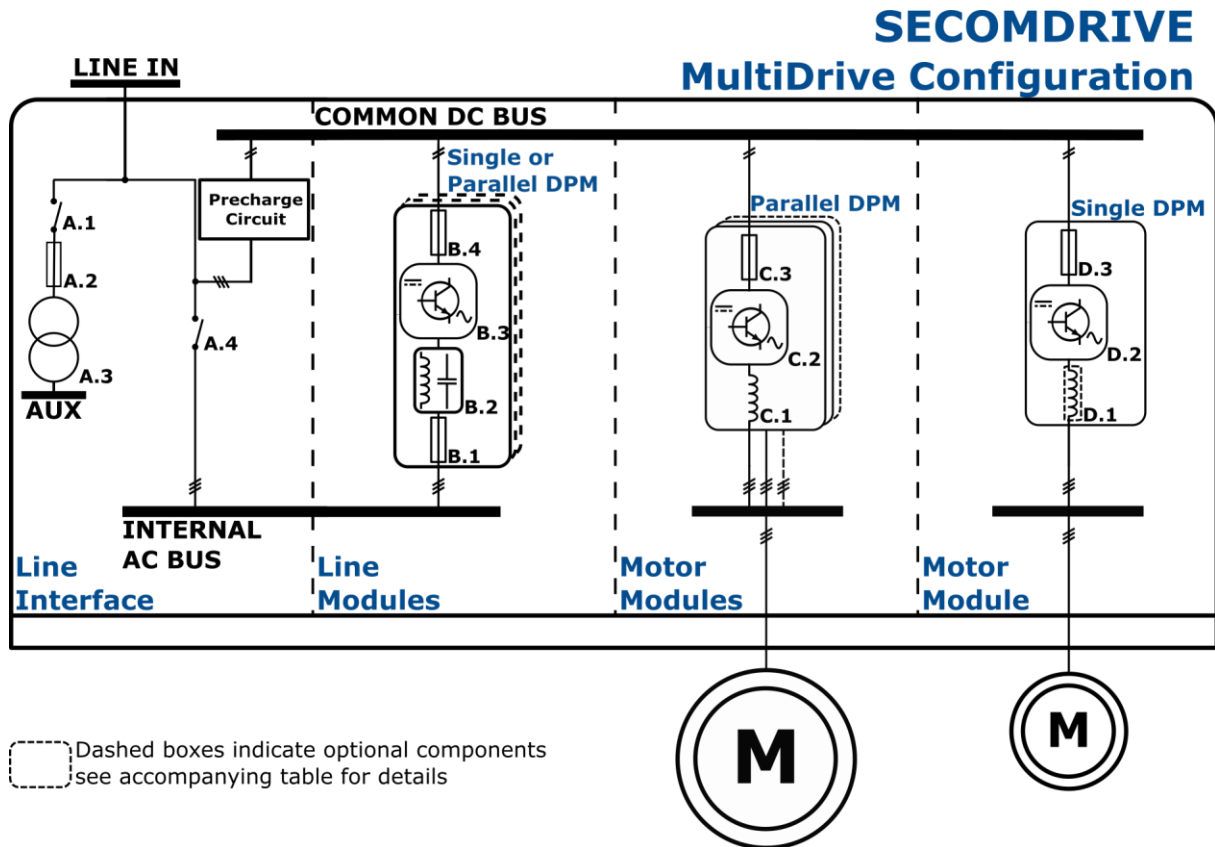 SECOMDRIVE
MultiDrive Configuration
LINE IN
COMMON DC BUS
Single or
Parallel DPM
Precharge
Circuit
Parallel DPM
Single DPM
A.1
A.2
A.3
A.4
AUX
B.4
B.3
B.2
B.1
C.3
C.2
C.1
D.3
D.2
D.1
INTERNAL
AC BUS
Line
Interface
Line
Modules
Motor
Modules
Motor
Module
M
M
Dashed boxes indicate optional components
see accompanying table for details